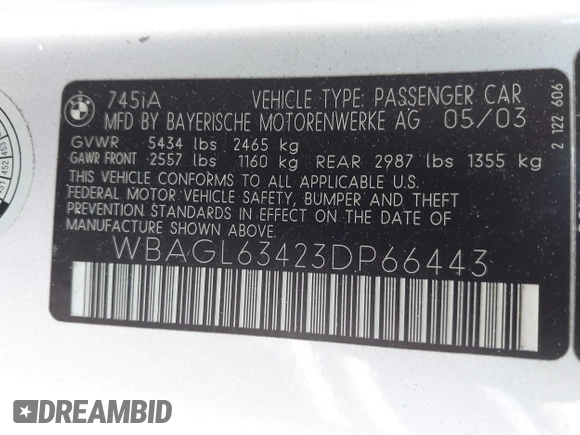 745iA VEHICLE TYPE: PASSENGER CAR
MFD BY BAYERISCHE MOTORENWERKE AG 05/03
GVWR 5434 lbs 2465 kg
GAWR FRONT 2557 lbs 1160 kg REAR 2987 lbs 1355 kg
THIS VEHICLE CONFORMS TO ALL APPLICABLE U.S.
FEDERAL MOTOR VEHICLE SAFETY, BUMPER AND THEFT
PREVENTION STANDARDS IN EFFECT ON THE DATE OF
MANUFACTURE SHOWN ABOVE.
WBAGL63423DP66443
2 122 606
452 453
DREAMBID